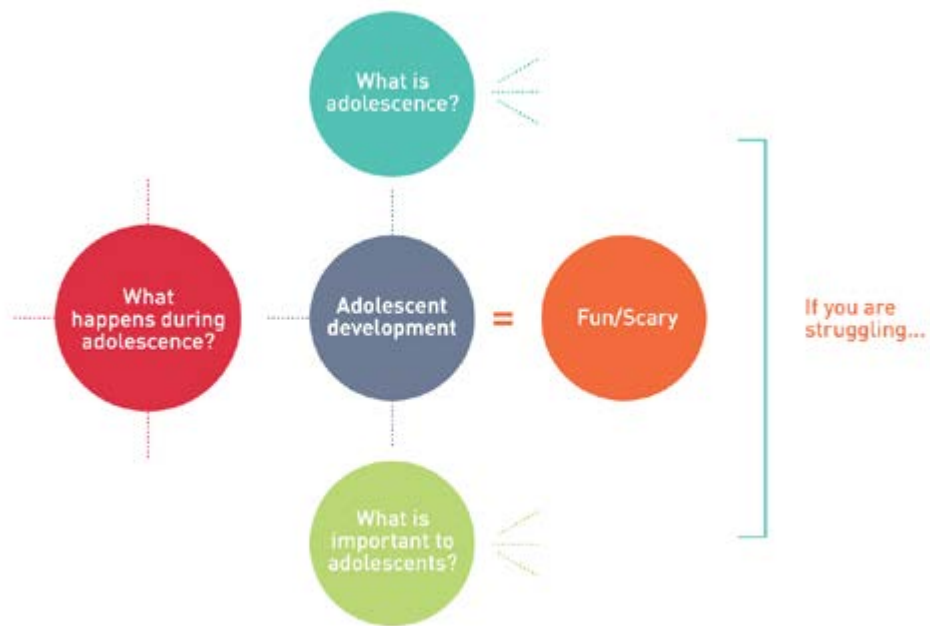 What is
adolescence?
What
happens during
adolescence?
Adolescent
development
=
Fun/Scary
If you are
struggling...
What is
important to
adolescents?